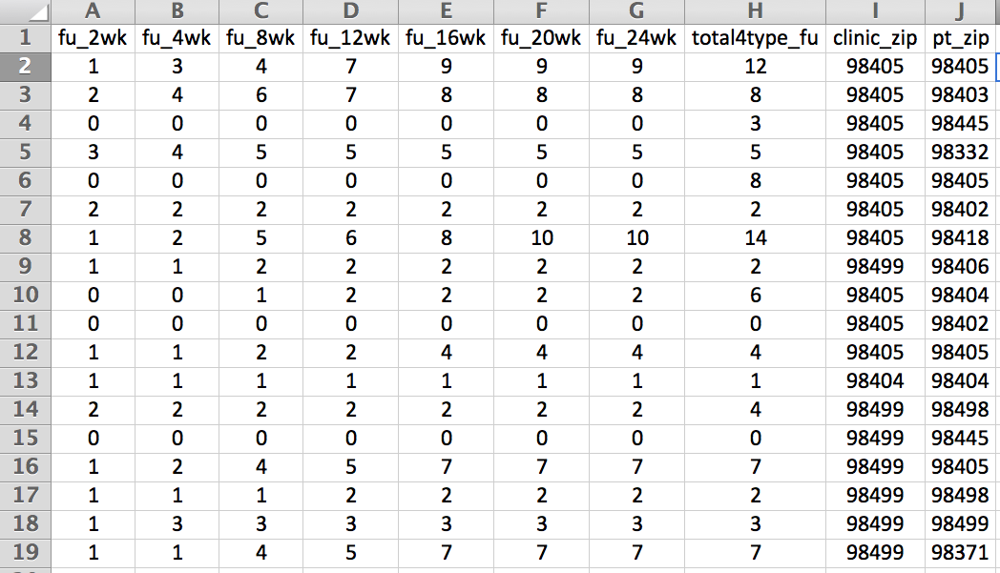 A B C D E F G H I J
1 fu_2wk fu_4wk fu_8wk fu_12wk fu_16wk fu_20wk fu_24wk total4type_fu clinic_zip pt_zip
2 1 3 4 7 9 9 9 12 98405 98405
3 2 4 6 7 8 8 8 8 98405 98403
4 0 0 0 0 0 0 0 3 98405 98445
5 3 4 5 5 5 5 5 5 98405 98332
6 0 0 0 0 0 0 0 8 98405 98405
7 2 2 2 2 2 2 2 2 98405 98402
8 1 2 5 6 8 10 10 14 98405 98418
9 1 1 2 2 2 2 2 2 98499 98406
10 0 0 1 2 2 2 2 6 98405 98404
11 0 0 0 0 0 0 0 0 98405 98402
12 1 1 2 2 4 4 4 4 98405 98405
13 1 1 1 1 1 1 1 1 98404 98404
14 2 2 2 2 2 2 2 4 98499 98498
15 0 0 0 0 0 0 0 0 98499 98445
16 1 2 4 5 7 7 7 7 98499 98405
17 1 1 1 2 2 2 2 2 98499 98498
18 1 3 3 3 3 3 3 3 98499 98499
19 1 1 4 5 7 7 7 7 98499 98371